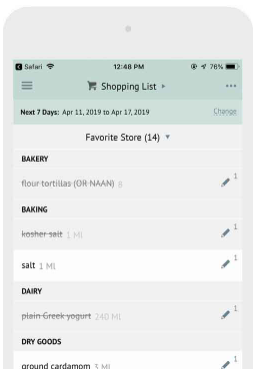 Safari 12:48 PM 76%
Shopping List
Next 7 Days: Apr 11, 2019 to Apr 17, 2019 Change
Favorite Store (14)
BAKERY
flour tortillas (OR NAAN) 8 1
BAKING
kosher salt 1 ML 1
salt 1 ML 1
DAIRY
plain Greek yogurt 240 ML 1
DRY GOODS
ground cardamom 3 ML 1